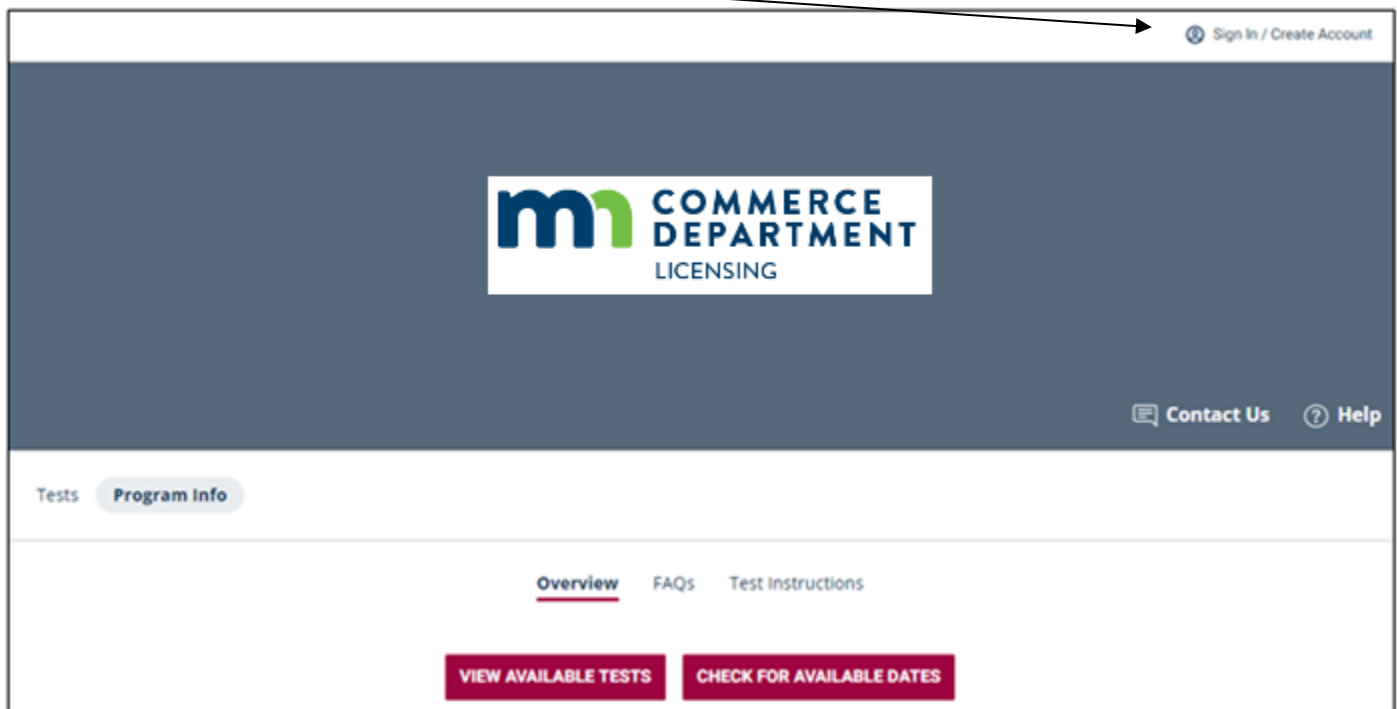 Sign In / Create Account
mn COMMERCE
DEPARTMENT
LICENSING
Contact Us ? Help
Tests Program Info
Overview FAQs Test Instructions
VIEW AVAILABLE TESTS CHECK FOR AVAILABLE DATES